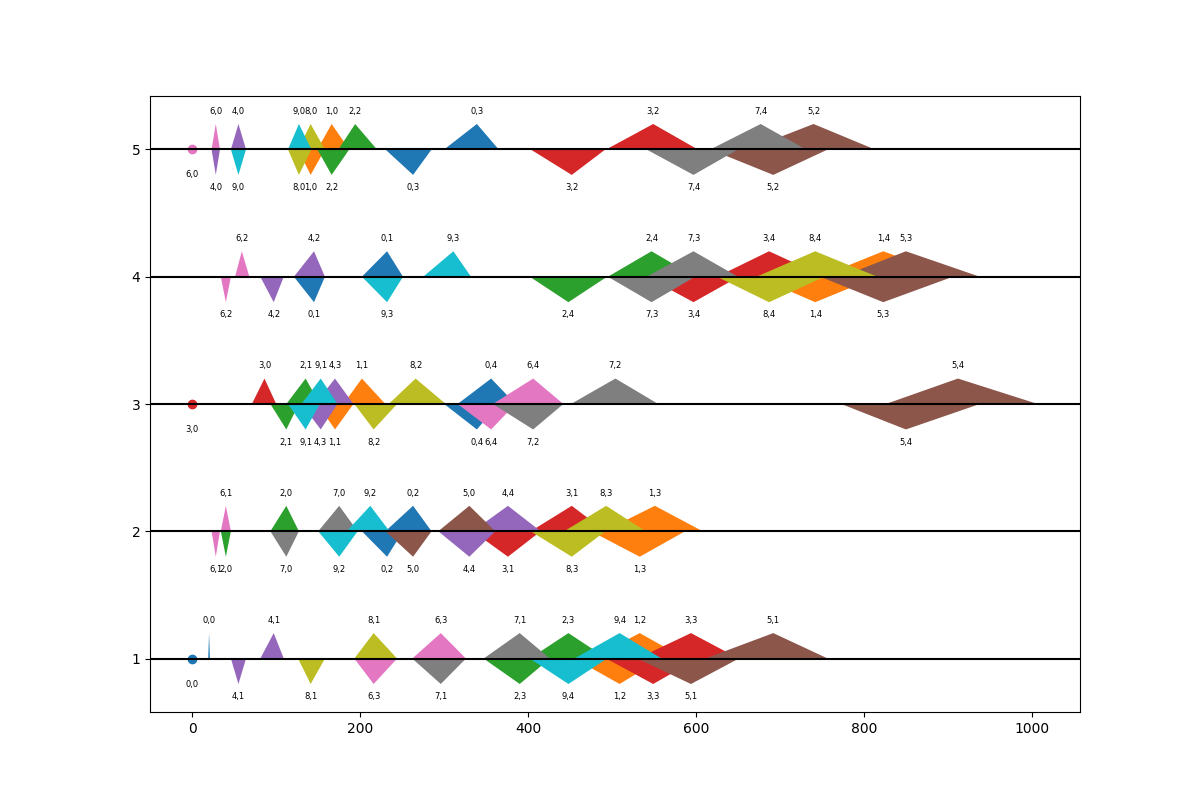 6,0 4,0 9,0 8,0 1,0 2,2 0,3 3,2 7,4 5,2
5
6,0 4,0 9,0 8,0 1,0 2,2 0,3 3,2 7,4 5,2
6,2 4,2 0,1 9,3 2,4 7,3 3,4 8,4 1,4 5,3
4
6,2 4,2 0,1 9,3 2,4 7,3 3,4 8,4 1,4 5,3
3,0 2,1 9,1 4,3 1,1 8,2 0,4 6,4 7,2 5,4
3
3,0 2,1 9,1 4,3 1,1 8,2 0,4 6,4 7,2 5,4
6,1 2,0 7,0 9,2 0,2 5,0 4,4 3,1 8,3 1,3
2
6,1 2,0 7,0 9,2 0,2 5,0 4,4 3,1 8,3 1,3
0,0 4,1 8,1 6,3 7,1 2,3 9,4 1,2 3,3 5,1
1
0,0 4,1 8,1 6,3 7,1 2,3 9,4 1,2 3,3 5,1
0 200 400 600 800 1000